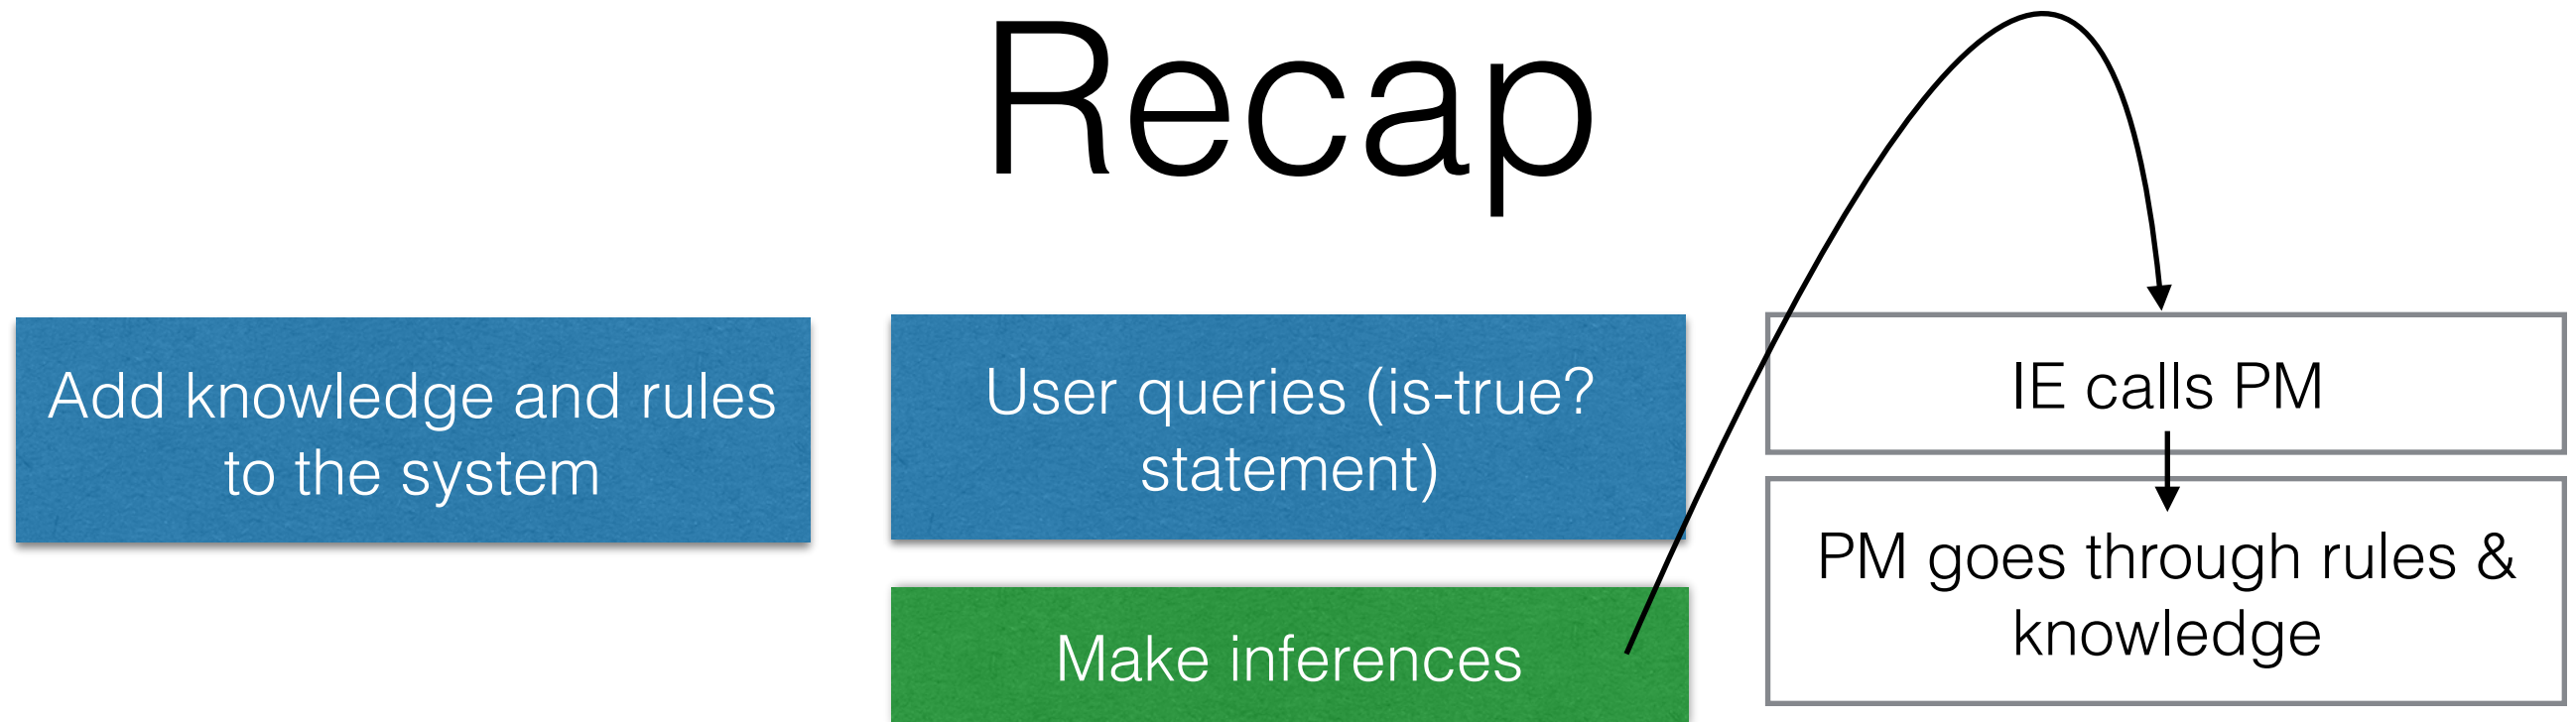 Recap
Add knowledge and rules
to the system
User queries (is-true?
statement)
Make inferences
IE calls PM
PM goes through rules &
knowledge